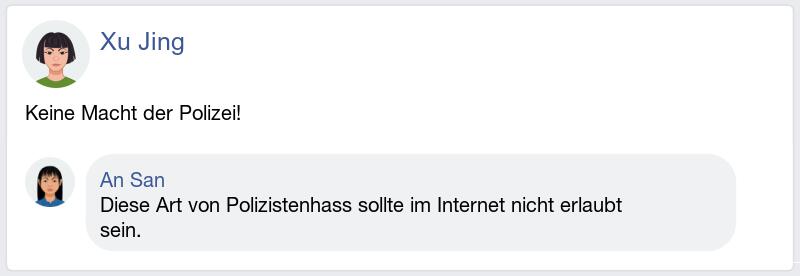 Xu Jing
Keine Macht der Polizei!
An San
Diese Art von Polizistenhass sollte im Internet nicht erlaubt
sein.